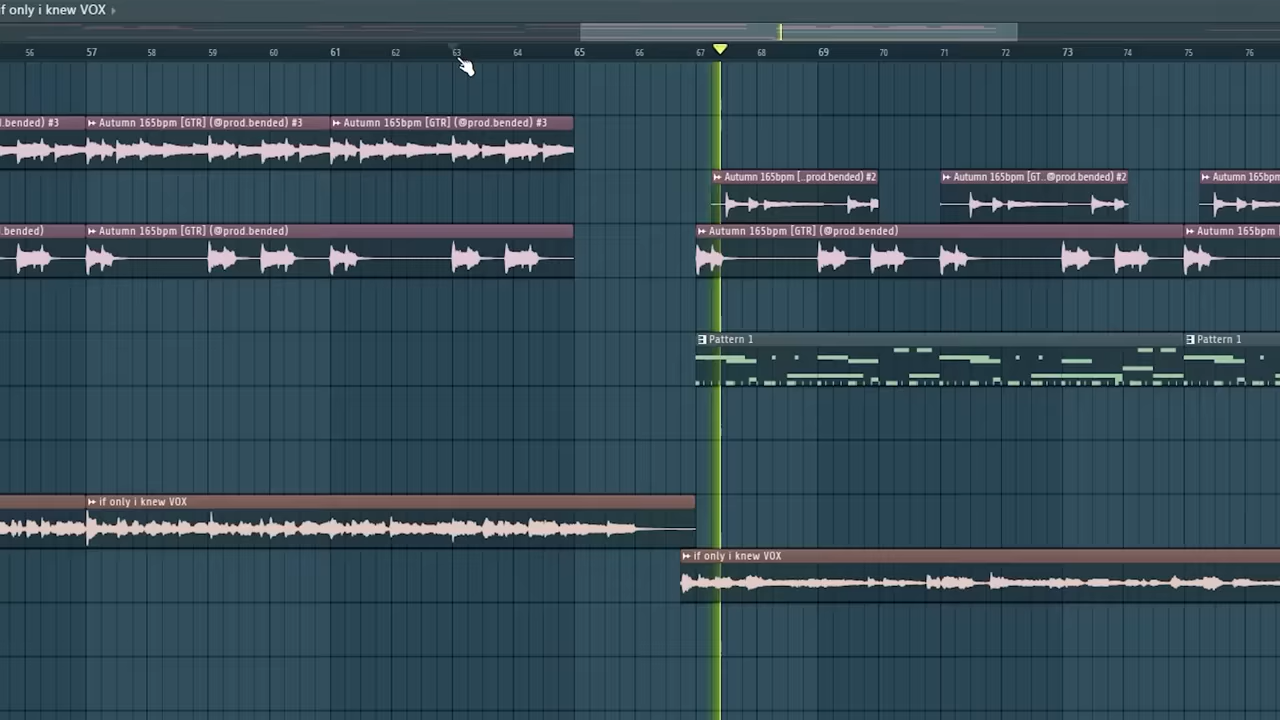 if only i knew VOX
56 57 58 59 60 61 62 63 64 65 66 67 68 69 70 71 72 73 74 75 76
.bended) #3 Autumn 165bpm [GTR] (@prod.bended) #3 Autumn 165bpm [GTR] (@prod.bended) #3
Autumn 165bpm [..prod.bended) #2 Autumn 165bpm [GT..@prod.bended) #2 Autumn 165bpm
.bended) Autumn 165bpm [GTR] (@prod.bended) Autumn 165bpm [GTR] (@prod.bended) Autumn 165bpm [
Pattern 1 Pattern 1
if only i knew VOX
if only i knew VOX